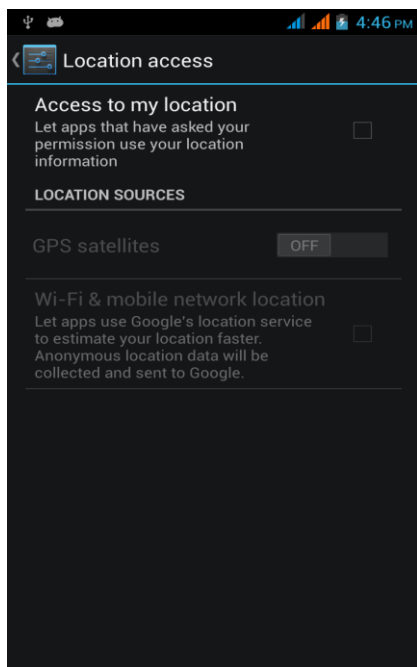 4:46 PM
Location access
Access to my location
Let apps that have asked your
permission use your location
information
LOCATION SOURCES
GPS satellites OFF
Wi-Fi & mobile network location
Let apps use Google's location service
to estimate your location faster.
Anonymous location data will be
collected and sent to Google.